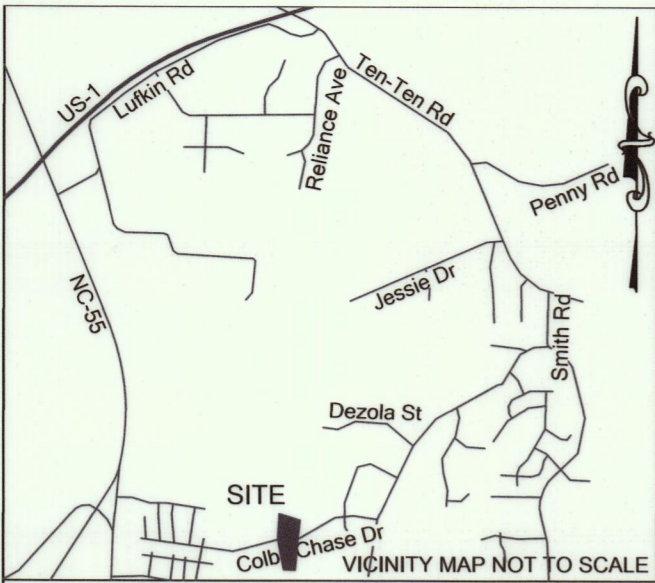 US-1
Lufkin Rd
Reliance Ave
Ten-Ten Rd
Penny Rd
NC-55
Jessie Dr
Smith Rd
Dezola St
SITE
Colb Chase Dr
VICINITY MAP NOT TO SCALE